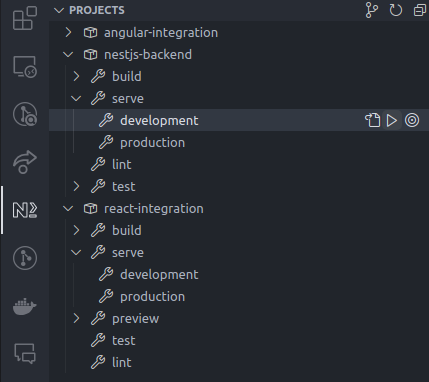 PROJECTS
angular-integration
nestjs-backend
build
serve
development
production
lint
test
react-integration
build
serve
development
production
preview
test
lint